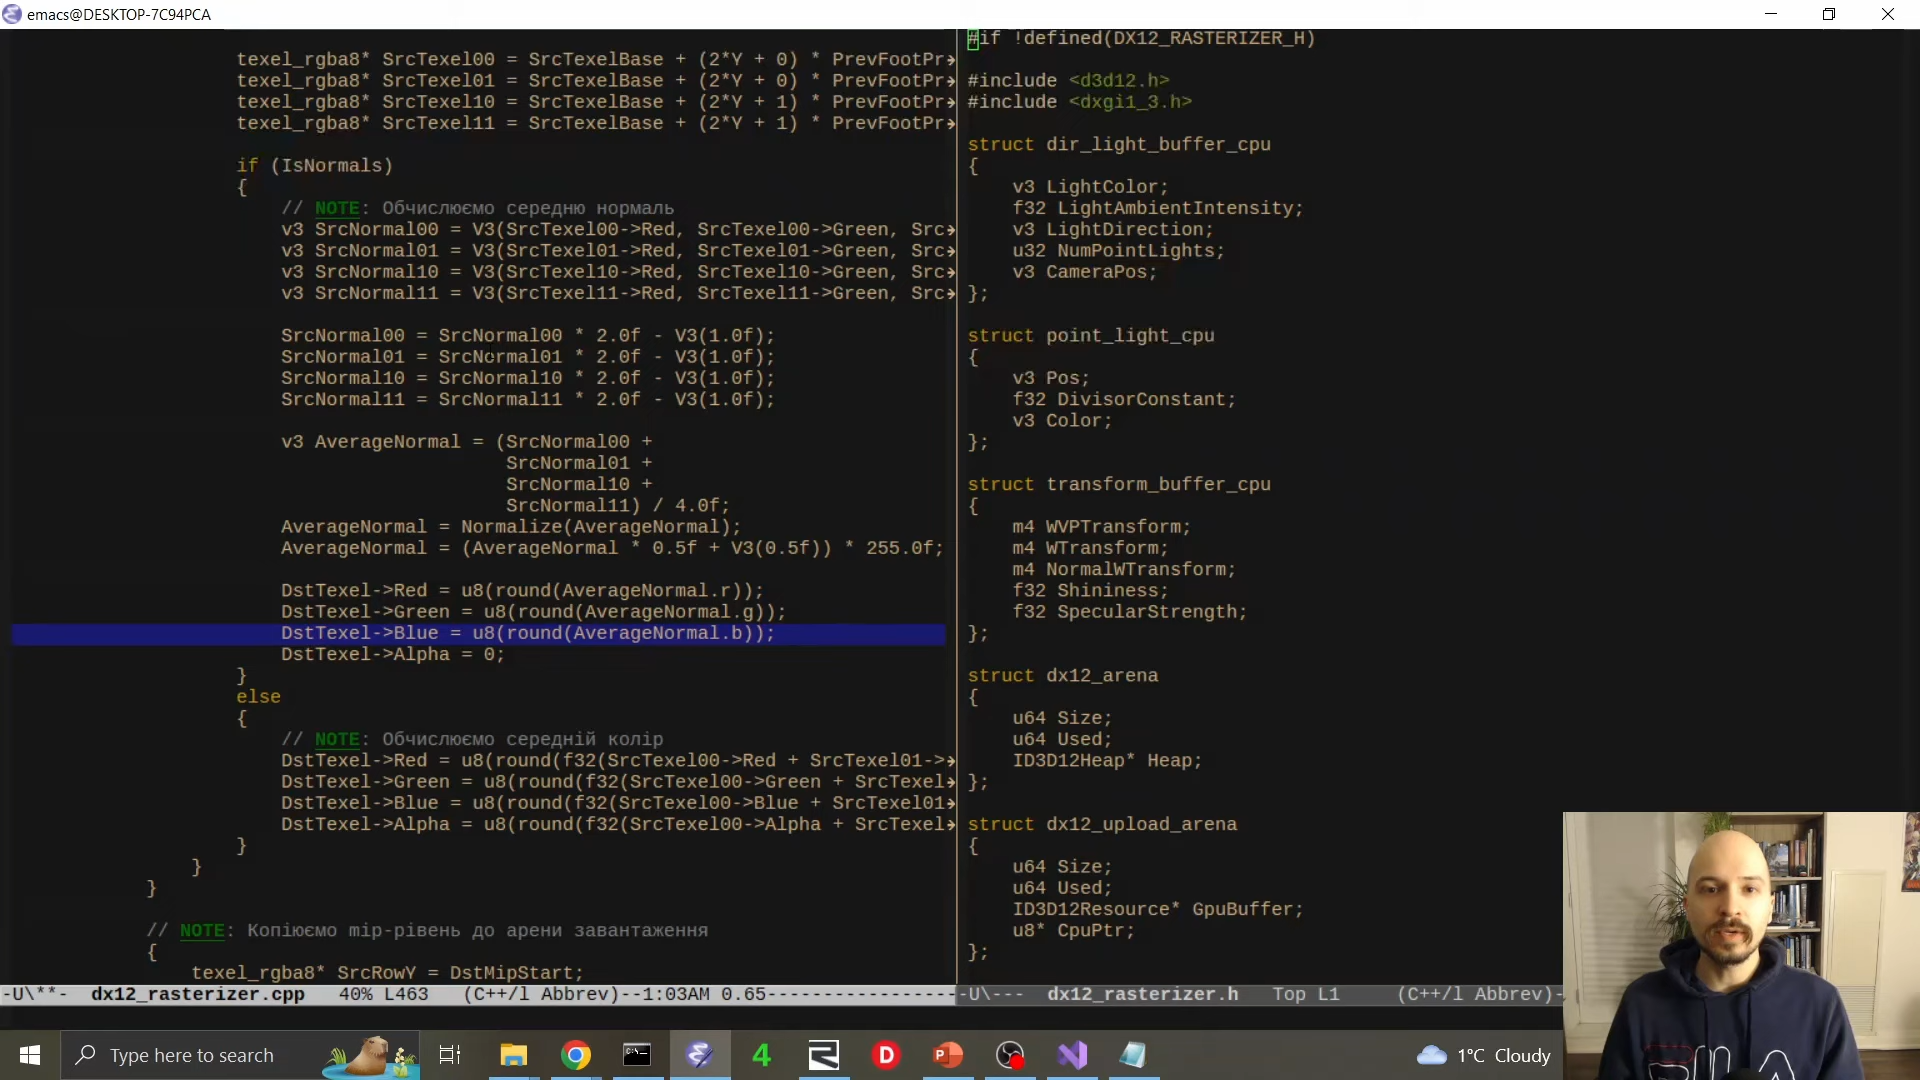 emacs@DESKTOP-7C94PCA
texel_rgba8* SrcTexel00 = SrcTexelBase + (2*Y + 0) * PrevFootPr
texel_rgba8* SrcTexel01 = SrcTexelBase + (2*Y + 0) * PrevFootPr
texel_rgba8* SrcTexel10 = SrcTexelBase + (2*Y + 1) * PrevFootPr
texel_rgba8* SrcTexel11 = SrcTexelBase + (2*Y + 1) * PrevFootPr
if (IsNormals)
{
// NOTE: Обчислюємо середню нормаль
v3 SrcNormal00 = V3(SrcTexel00->Red, SrcTexel00->Green, Src
v3 SrcNormal01 = V3(SrcTexel01->Red, SrcTexel01->Green, Src
v3 SrcNormal10 = V3(SrcTexel10->Red, SrcTexel10->Green, Src
v3 SrcNormal11 = V3(SrcTexel11->Red, SrcTexel11->Green, Src
SrcNormal00 = SrcNormal00 * 2.0f - V3(1.0f);
SrcNormal01 = SrcNormal01 * 2.0f - V3(1.0f);
SrcNormal10 = SrcNormal10 * 2.0f - V3(1.0f);
SrcNormal11 = SrcNormal11 * 2.0f - V3(1.0f);
v3 AverageNormal = (SrcNormal00 +
SrcNormal01 +
SrcNormal10 +
SrcNormal11) / 4.0f;
AverageNormal = Normalize(AverageNormal);
AverageNormal = (AverageNormal * 0.5f + V3(0.5f)) * 255.0f;
DstTexel->Red = u8(round(AverageNormal.r));
DstTexel->Green = u8(round(AverageNormal.g));
DstTexel->Blue = u8(round(AverageNormal.b));
DstTexel->Alpha = 0;
}
else
{
// NOTE: Обчислюємо середній колір
DstTexel->Red = u8(round(f32(SrcTexel00->Red + SrcTexel01->
DstTexel->Green = u8(round(f32(SrcTexel00->Green + SrcTexel
DstTexel->Blue = u8(round(f32(SrcTexel00->Blue + SrcTexel01
DstTexel->Alpha = u8(round(f32(SrcTexel00->Alpha + SrcTexel
}
}
}
// NOTE: Копіюємо mip-рівень до арени завантаження
{
texel_rgba8* SrcRowY = DstMipStart;
-U\**- dx12_rasterizer.cpp 40% L463 (C++/l Abbrev)--1:03AM 0.65-----------------
#if !defined(DX12_RASTERIZER_H)
#include <d3d12.h>
#include <dxgi1_3.h>
struct dir_light_buffer_cpu
{
v3 LightColor;
f32 LightAmbientIntensity;
v3 LightDirection;
u32 NumPointLights;
v3 CameraPos;
};
struct point_light_cpu
{
v3 Pos;
f32 DivisorConstant;
v3 Color;
};
struct transform_buffer_cpu
{
m4 WVPTransform;
m4 WTransform;
m4 NormalWTransform;
f32 Shininess;
f32 SpecularStrength;
};
struct dx12_arena
{
u64 Size;
u64 Used;
ID3D12Heap* Heap;
};
struct dx12_upload_arena
{
u64 Size;
u64 Used;
ID3D12Resource* GpuBuffer;
u8* CpuPtr;
};
-U\--- dx12_rasterizer.h Top L1 (C++/l Abbrev)-
Type here to search
4
D
P
1°C Cloudy